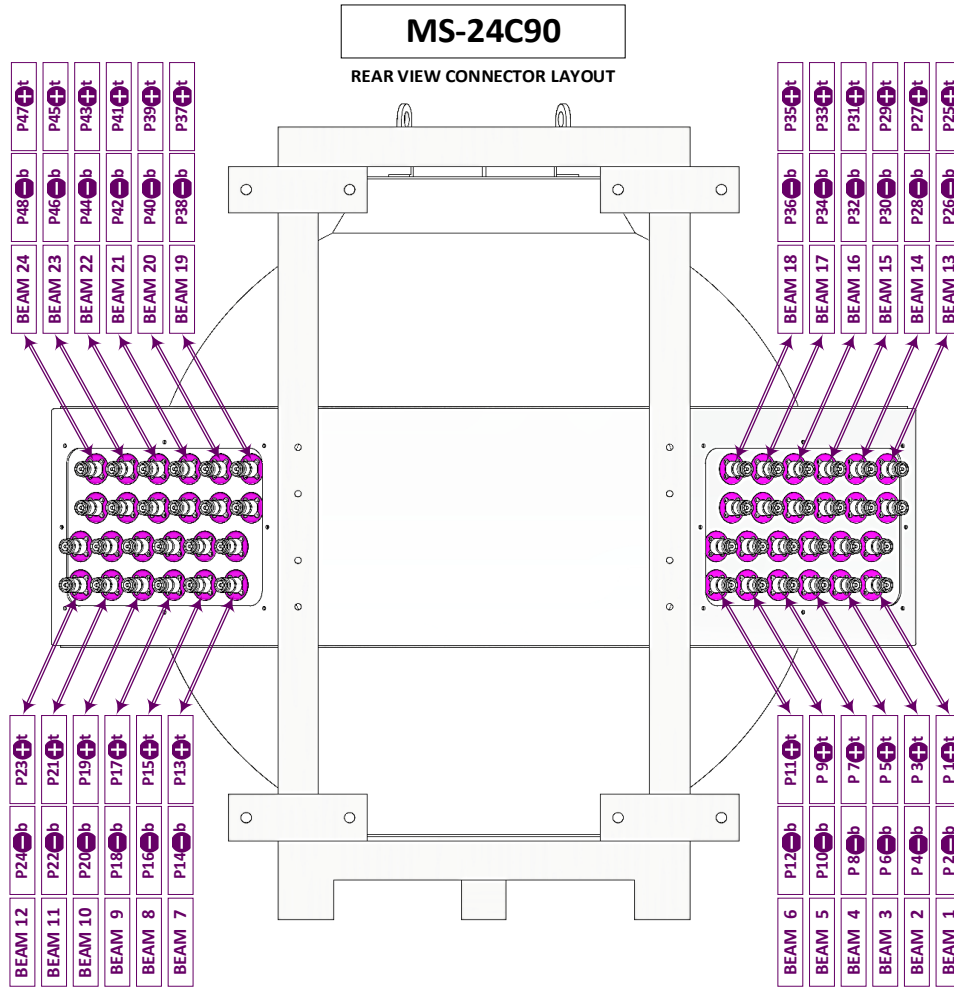 MS-24C90
REAR VIEW CONNECTOR LAYOUT
P47+t P45+t P43+t P41+t P39+t P37+t
P48-b P46-b P44-b P42-b P40-b P38-b
BEAM 24 BEAM 23 BEAM 22 BEAM 21 BEAM 20 BEAM 19
P35+t P33+t P31+t P29+t P27+t P25+t
P36-b P34-b P32-b P30-b P28-b P26-b
BEAM 18 BEAM 17 BEAM 16 BEAM 15 BEAM 14 BEAM 13
P23+t P21+t P19+t P17+t P15+t P13+t
P24-b P22-b P20-b P18-b P16-b P14-b
BEAM 12 BEAM 11 BEAM 10 BEAM 9 BEAM 8 BEAM 7
P11+t P 9+t P 7+t P 5+t P 3+t P 1+t
P12-b P10-b P 8-b P 6-b P 4-b P 2-b
BEAM 6 BEAM 5 BEAM 4 BEAM 3 BEAM 2 BEAM 1